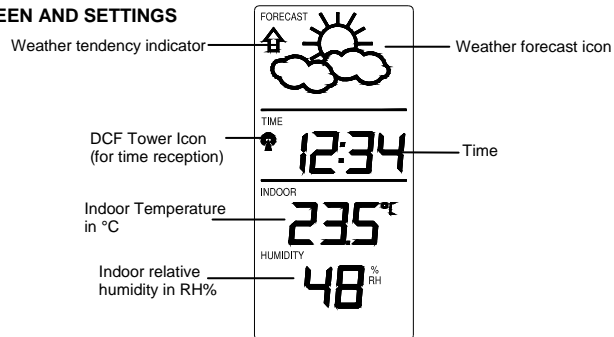 EEN AND SETTINGS
FORECAST
Weather tendency indicator
Weather forecast icon
TIME
DCF Tower Icon
(for time reception)
12:34
Time
INDOOR
Indoor Temperature
in °C
23.5°C
HUMIDITY
Indoor relative
humidity in RH%
48 %
RH